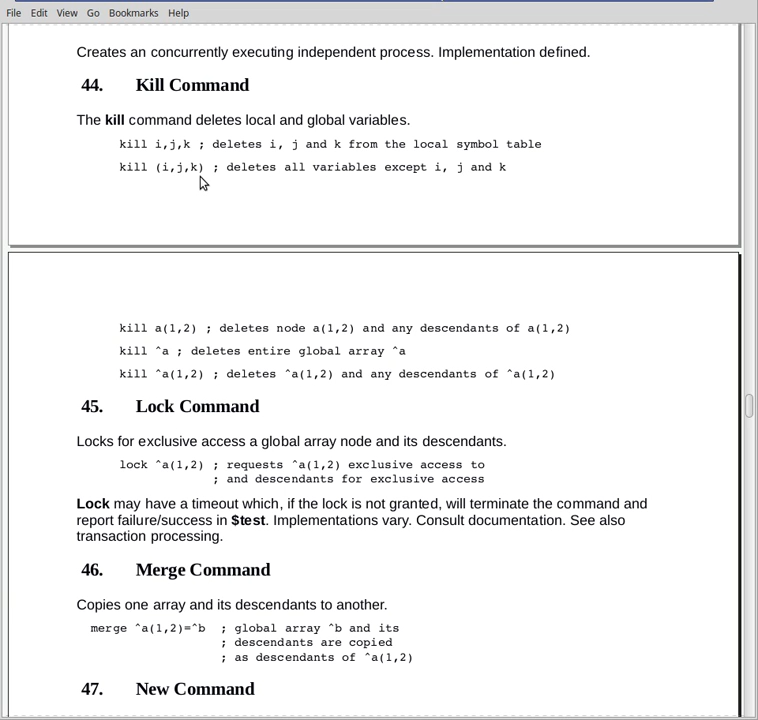 File Edit View Go Bookmarks Help
Creates an concurrently executing independent process. Implementation defined.
44. Kill Command
The kill command deletes local and global variables.
kill i,j,k ; deletes i, j and k from the local symbol table
kill (i,j,k) ; deletes all variables except i, j and k
kill a(1,2) ; deletes node a(1,2) and any descendants of a(1,2)
kill ^a ; deletes entire global array ^a
kill ^a(1,2) ; deletes ^a(1,2) and any descendants of ^a(1,2)
45. Lock Command
Locks for exclusive access a global array node and its descendants.
lock ^a(1,2) ; requests ^a(1,2) exclusive access to
; and descendants for exclusive access
Lock may have a timeout which, if the lock is not granted, will terminate the command and
report failure/success in $test. Implementations vary. Consult documentation. See also
transaction processing.
46. Merge Command
Copies one array and its descendants to another.
merge ^a(1,2)=^b ; global array ^b and its
; descendants are copied
; as descendants of ^a(1,2)
47. New Command